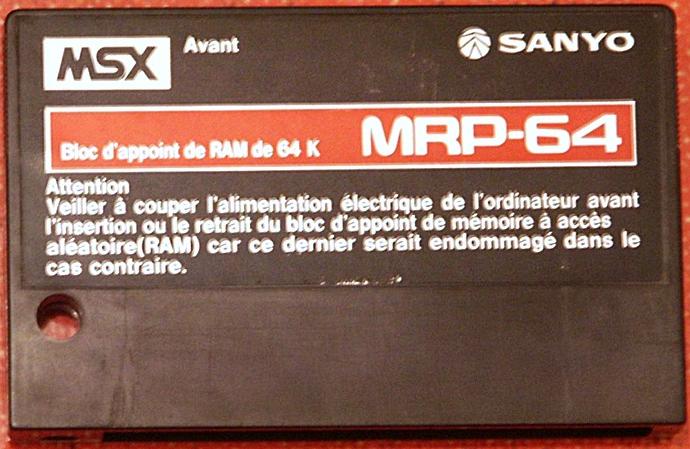 MSX Avant SANYO
Bloc d'appoint de RAM de 64 K MRP-64
Attention
Veiller à couper l'alimentation électrique de l'ordinateur avant
l'insertion ou le retrait du bloc d'appoint de mémoire à accès
aléatoire(RAM) car ce dernier serait endommagé dans le
cas contraire.